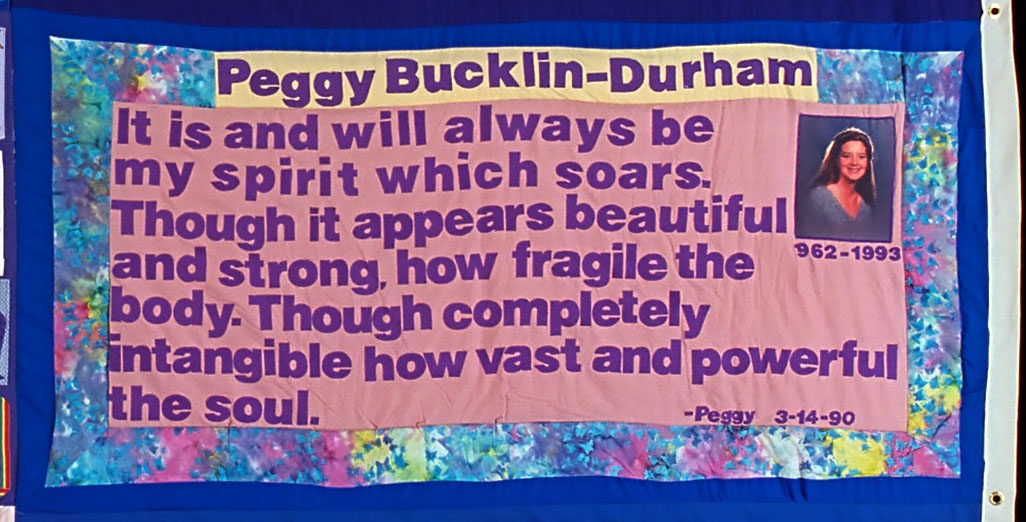 Peggy Bucklin-Durham
It is and will always be
my spirit which soars.
Though it appears beautiful
and strong, how fragile the
body. Though completely
intangible how vast and powerful
the soul.
-Peggy 3-14-90
1962-1993